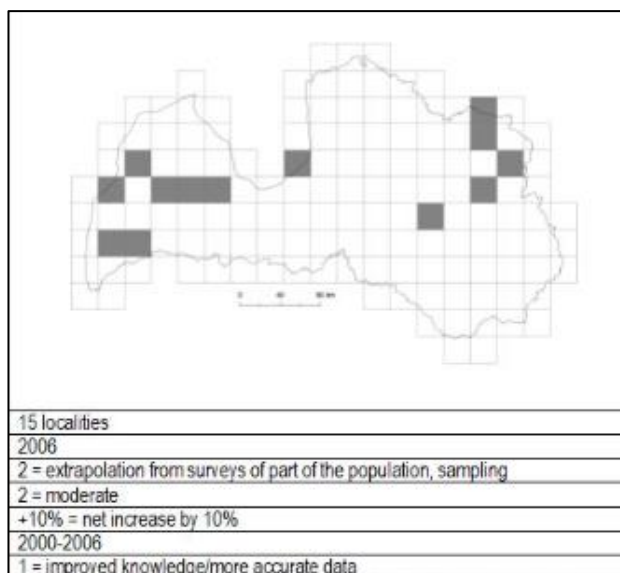 15 localities
2006
2 = extrapolation from surveys of part of the population, sampling
2 = moderate
+10% = net increase by 10%
2000-2006
1 = improved knowledge/more accurate data